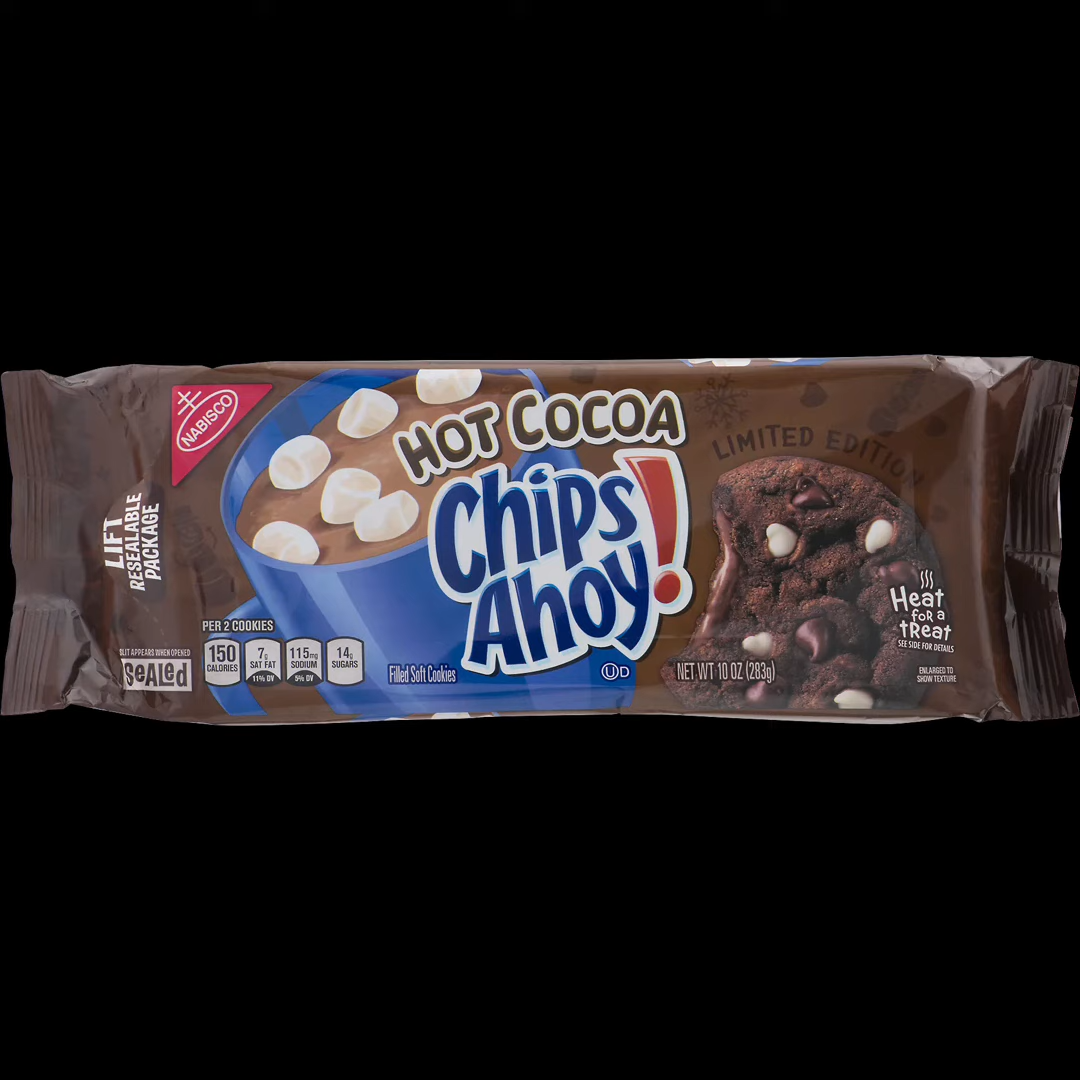 NABISCO
HOT COCOA
Chips
Ahoy!
LIMITED EDITION
LIFT
RESEALABLE
PACKAGE
SLIT APPEARS WHEN OPENED
SeALed
PER 2 COOKIES
150
CALORIES
7g
SAT FAT
11% DV
115mg
SODIUM
5% DV
14g
SUGARS
Filled Soft Cookies
UD
NET WT 10 OZ (283g)
Heat
for a
tReat
SEE SIDE FOR DETAILS
ENLARGED TO
SHOW TEXTURE